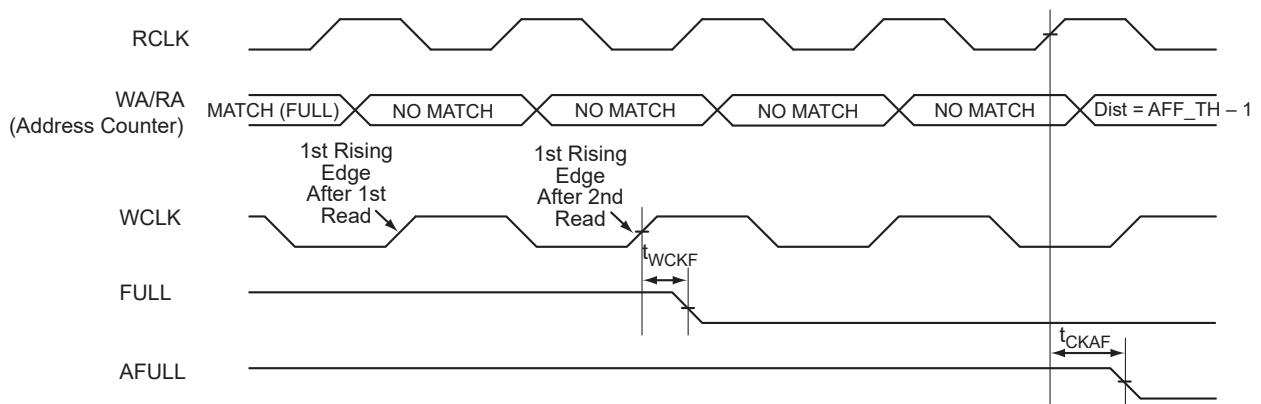 RCLK
WA/RA
(Address Counter)
MATCH (FULL)
NO MATCH
NO MATCH
NO MATCH
NO MATCH
Dist = AFF_TH – 1
1st Rising
Edge
After 1st
Read
1st Rising
Edge
After 2nd
Read
WCLK
tWCKF
FULL
tCKAF
AFULL